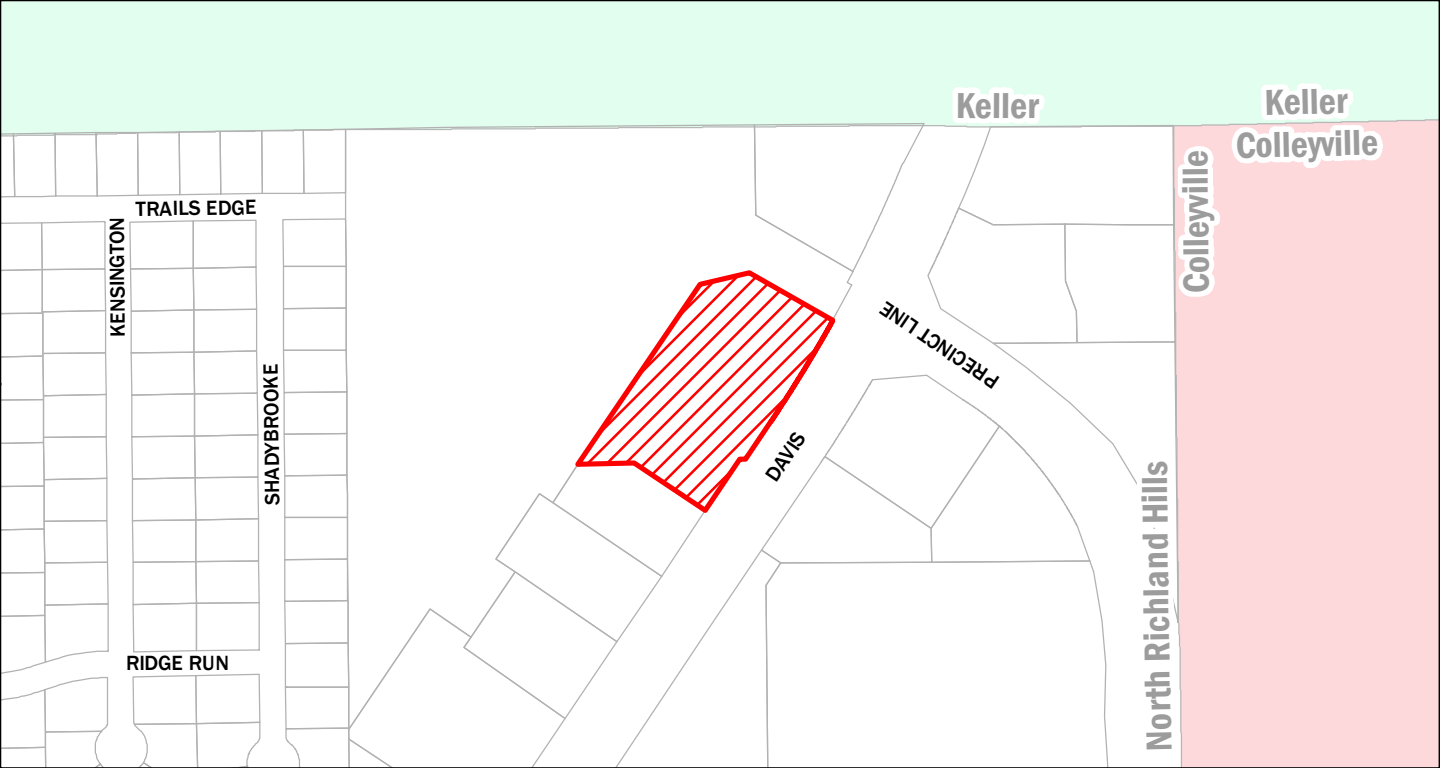 Keller
Keller
Colleyville
Colleyville
TRAILS EDGE
KENSINGTON
SHADYBROOKE
PRECINCT LINE
DAVIS
North Richland Hills
RIDGE RUN